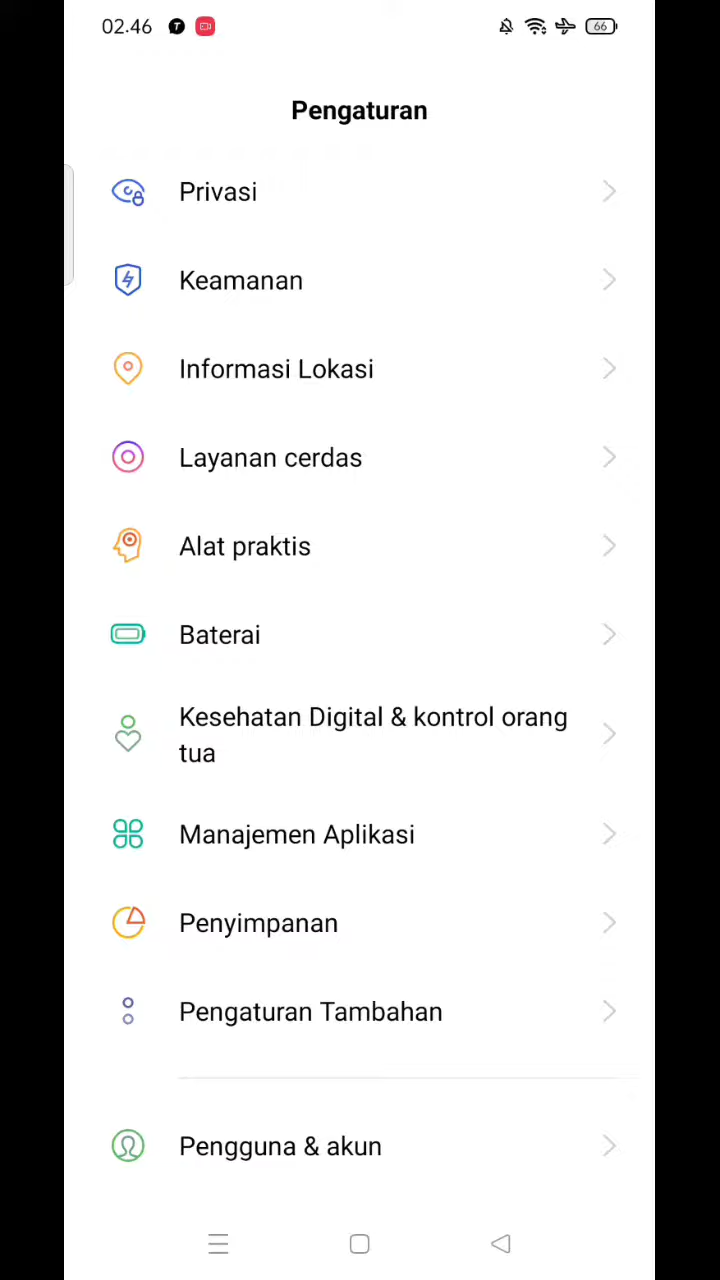 02.46
66
Pengaturan
Privasi
Keamanan
Informasi Lokasi
Layanan cerdas
Alat praktis
Baterai
Kesehatan Digital & kontrol orang
tua
Manajemen Aplikasi
Penyimpanan
Pengaturan Tambahan
Pengguna & akun